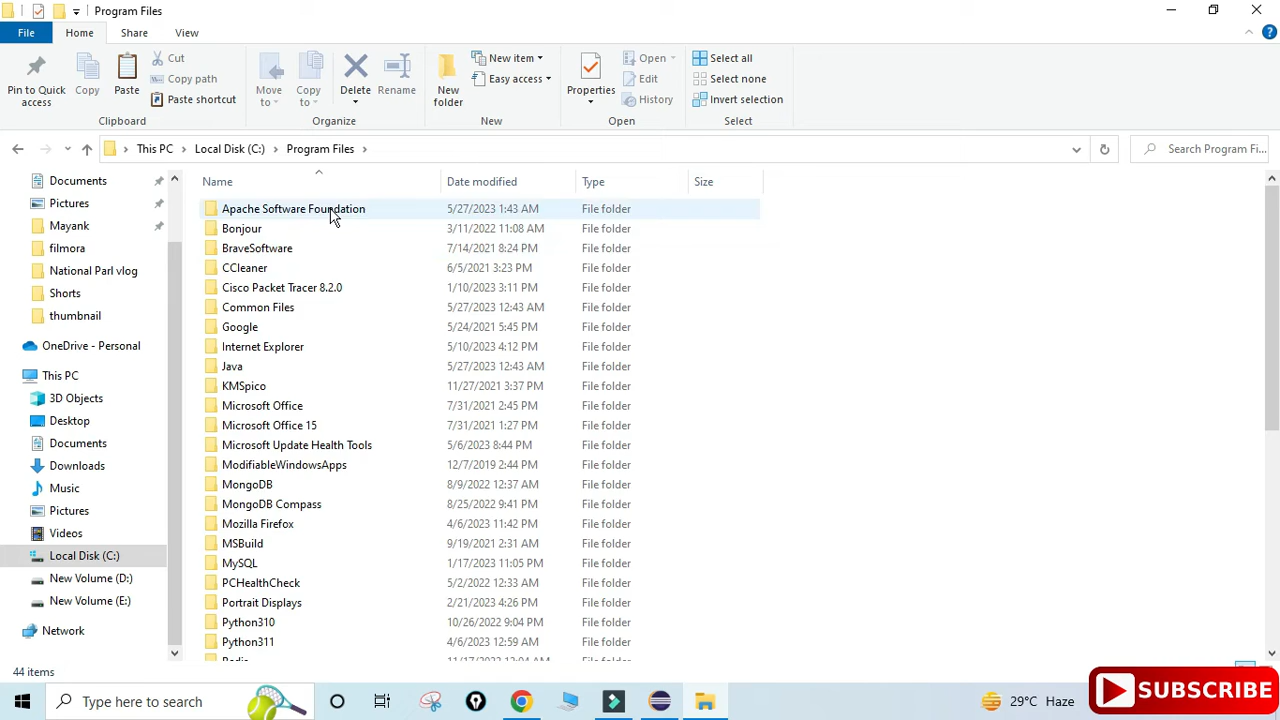 Program Files
File
Home
Share
View
Pin to Quick access
Copy
Paste
Cut
Copy path
Paste shortcut
Clipboard
Move to
Copy to
Delete
Rename
Organize
New folder
New item
Easy access
New
Properties
Open
Edit
History
Open
Select all
Select none
Invert selection
Select
This PC > Local Disk (C:) > Program Files >
Search Program Fi...
Documents
Pictures
Mayank
filmora
National Parl vlog
Shorts
thumbnail
OneDrive - Personal
This PC
3D Objects
Desktop
Documents
Downloads
Music
Pictures
Videos
Local Disk (C:)
New Volume (D:)
New Volume (E:)
Network
Name Date modified Type Size
Apache Software Foundation 5/27/2023 1:43 AM File folder
Bonjour 3/11/2022 11:08 AM File folder
BraveSoftware 7/14/2021 8:24 PM File folder
CCleaner 6/5/2021 3:23 PM File folder
Cisco Packet Tracer 8.2.0 1/10/2023 3:11 PM File folder
Common Files 5/27/2023 12:43 AM File folder
Google 5/24/2021 5:45 PM File folder
Internet Explorer 5/10/2023 4:12 PM File folder
Java 5/27/2023 12:43 AM File folder
KMSpico 11/27/2021 3:37 PM File folder
Microsoft Office 7/31/2021 2:45 PM File folder
Microsoft Office 15 7/31/2021 1:27 PM File folder
Microsoft Update Health Tools 5/6/2023 8:44 PM File folder
ModifiableWindowsApps 12/7/2019 2:44 PM File folder
MongoDB 8/9/2022 12:37 AM File folder
MongoDB Compass 8/25/2022 9:41 PM File folder
Mozilla Firefox 4/6/2023 11:42 PM File folder
MSBuild 9/19/2021 2:31 AM File folder
MySQL 1/17/2023 11:05 PM File folder
PCHealthCheck 5/2/2022 12:33 AM File folder
Portrait Displays 2/21/2023 4:26 PM File folder
Python310 10/26/2022 9:04 PM File folder
Python311 4/6/2023 12:59 AM File folder
44 items
Type here to search
29°C Haze
SUBSCRIBE